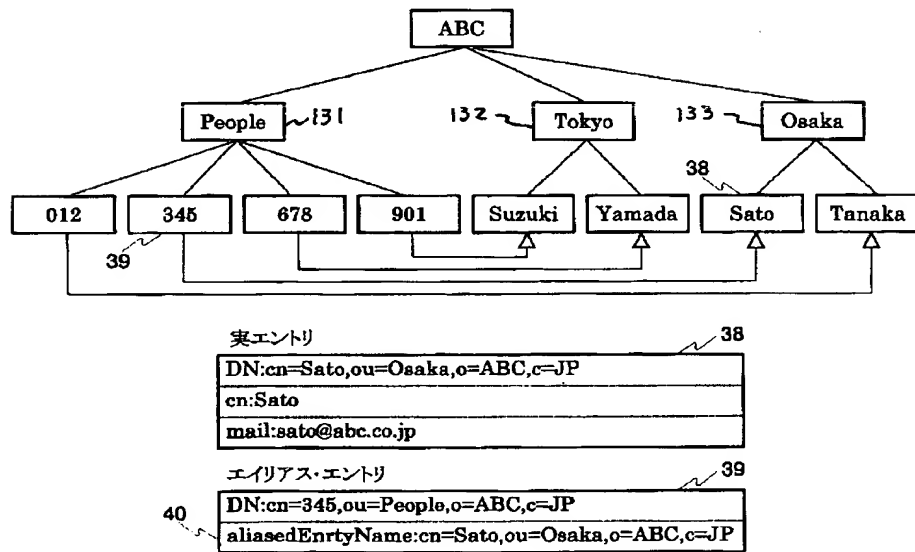 ABC
People 131 132 Tokyo 133 Osaka
38
012 345 678 901 Suzuki Yamada Sato Tanaka
39
実エントリ 38
DN:cn=Sato,ou=Osaka,o=ABC,c=JP
cn:Sato
mail:sato@abc.co.jp
エイリアス・エントリ 39
DN:cn=345,ou=People,o=ABC,c=JP
40 aliasedEnrtyName:cn=Sato,ou=Osaka,o=ABC,c=JP